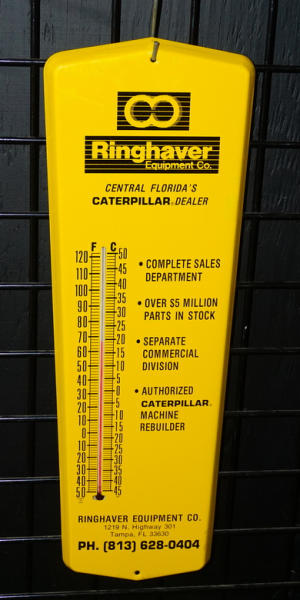 Ringhaver
Equipment Co.
CENTRAL FLORIDA'S
CATERPILLAR DEALER
F C
120 50
110 45
100 40
90 35
80 30
70 25
60 20
50 15
40 10
30 5
20 0
10 5
0 10
10 15
20 20
30 25
40 30
50 35
40
45
• COMPLETE SALES
DEPARTMENT
• OVER $5 MILLION
PARTS IN STOCK
• SEPARATE
COMMERCIAL
DIVISION
• AUTHORIZED
CATERPILLAR
MACHINE
REBUILDER
RINGHAVER EQUIPMENT CO.
1219 N. Highway 301
Tampa, FL 33630
PH. (813) 628-0404